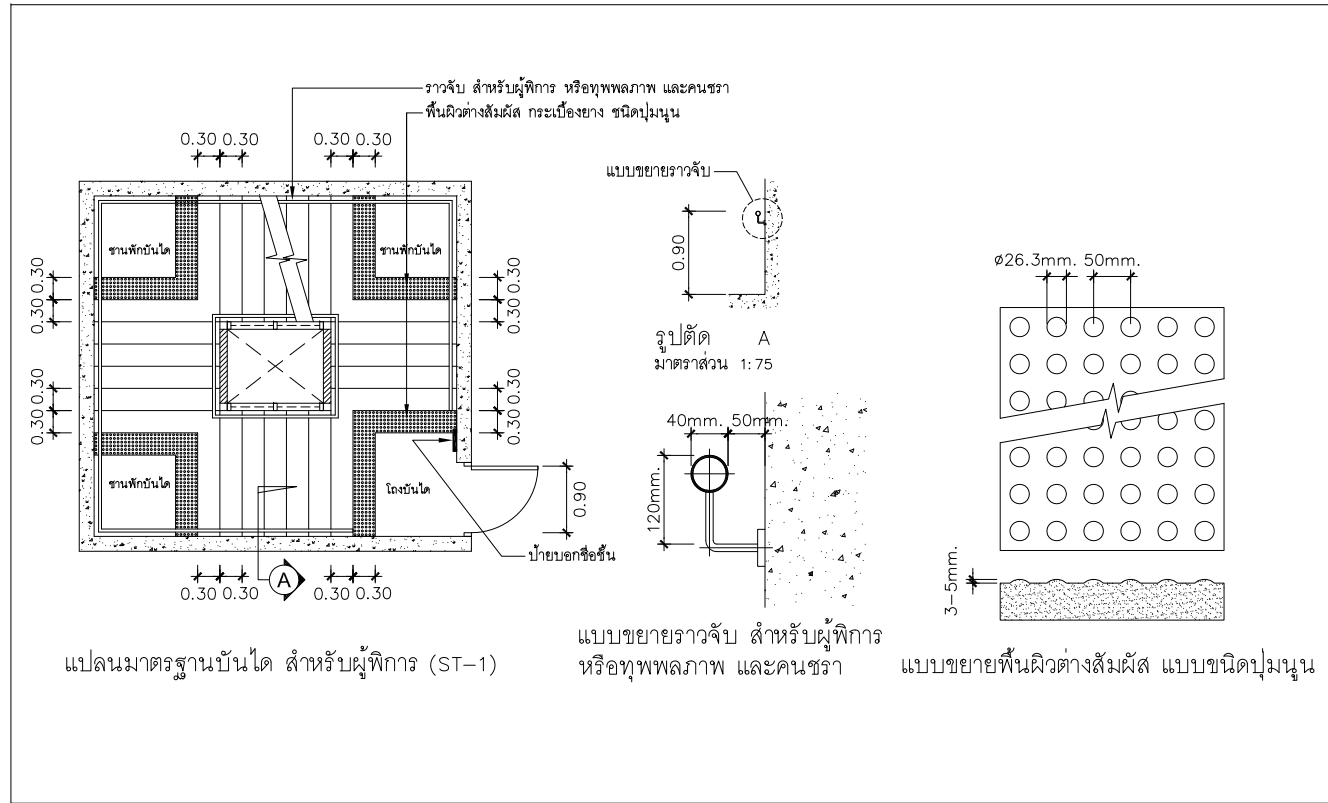 ราวจับ สำหรับผู้พิการ หรือทุพพลภาพ และคนชรา
พื้นผิวต่างสัมผัส กระเบื้องยาง ชนิดปุ่มนูน
0.30 0.30
0.30 0.30
ชานพักบันได
ชานพักบันได
0.30
0.30
0.30
0.30
0.30
0.30
0.30
0.30
ชานพักบันได
โถงบันได
0.90
ป้ายบอกชื่อชั้น
A
0.30 0.30
0.30 0.30
แปลนมาตรฐานบันได สำหรับผู้พิการ (ST-1)
แบบขยายราวจับ
0.90
รูปตัด A
มาตราส่วน 1:75
40mm. 50mm.
120mm.
แบบขยายราวจับ สำหรับผู้พิการ
หรือทุพพลภาพ และคนชรา
ø26.3mm. 50mm.
3-5mm.
แบบขยายพื้นผิวต่างสัมผัส แบบชนิดปุ่มนูน